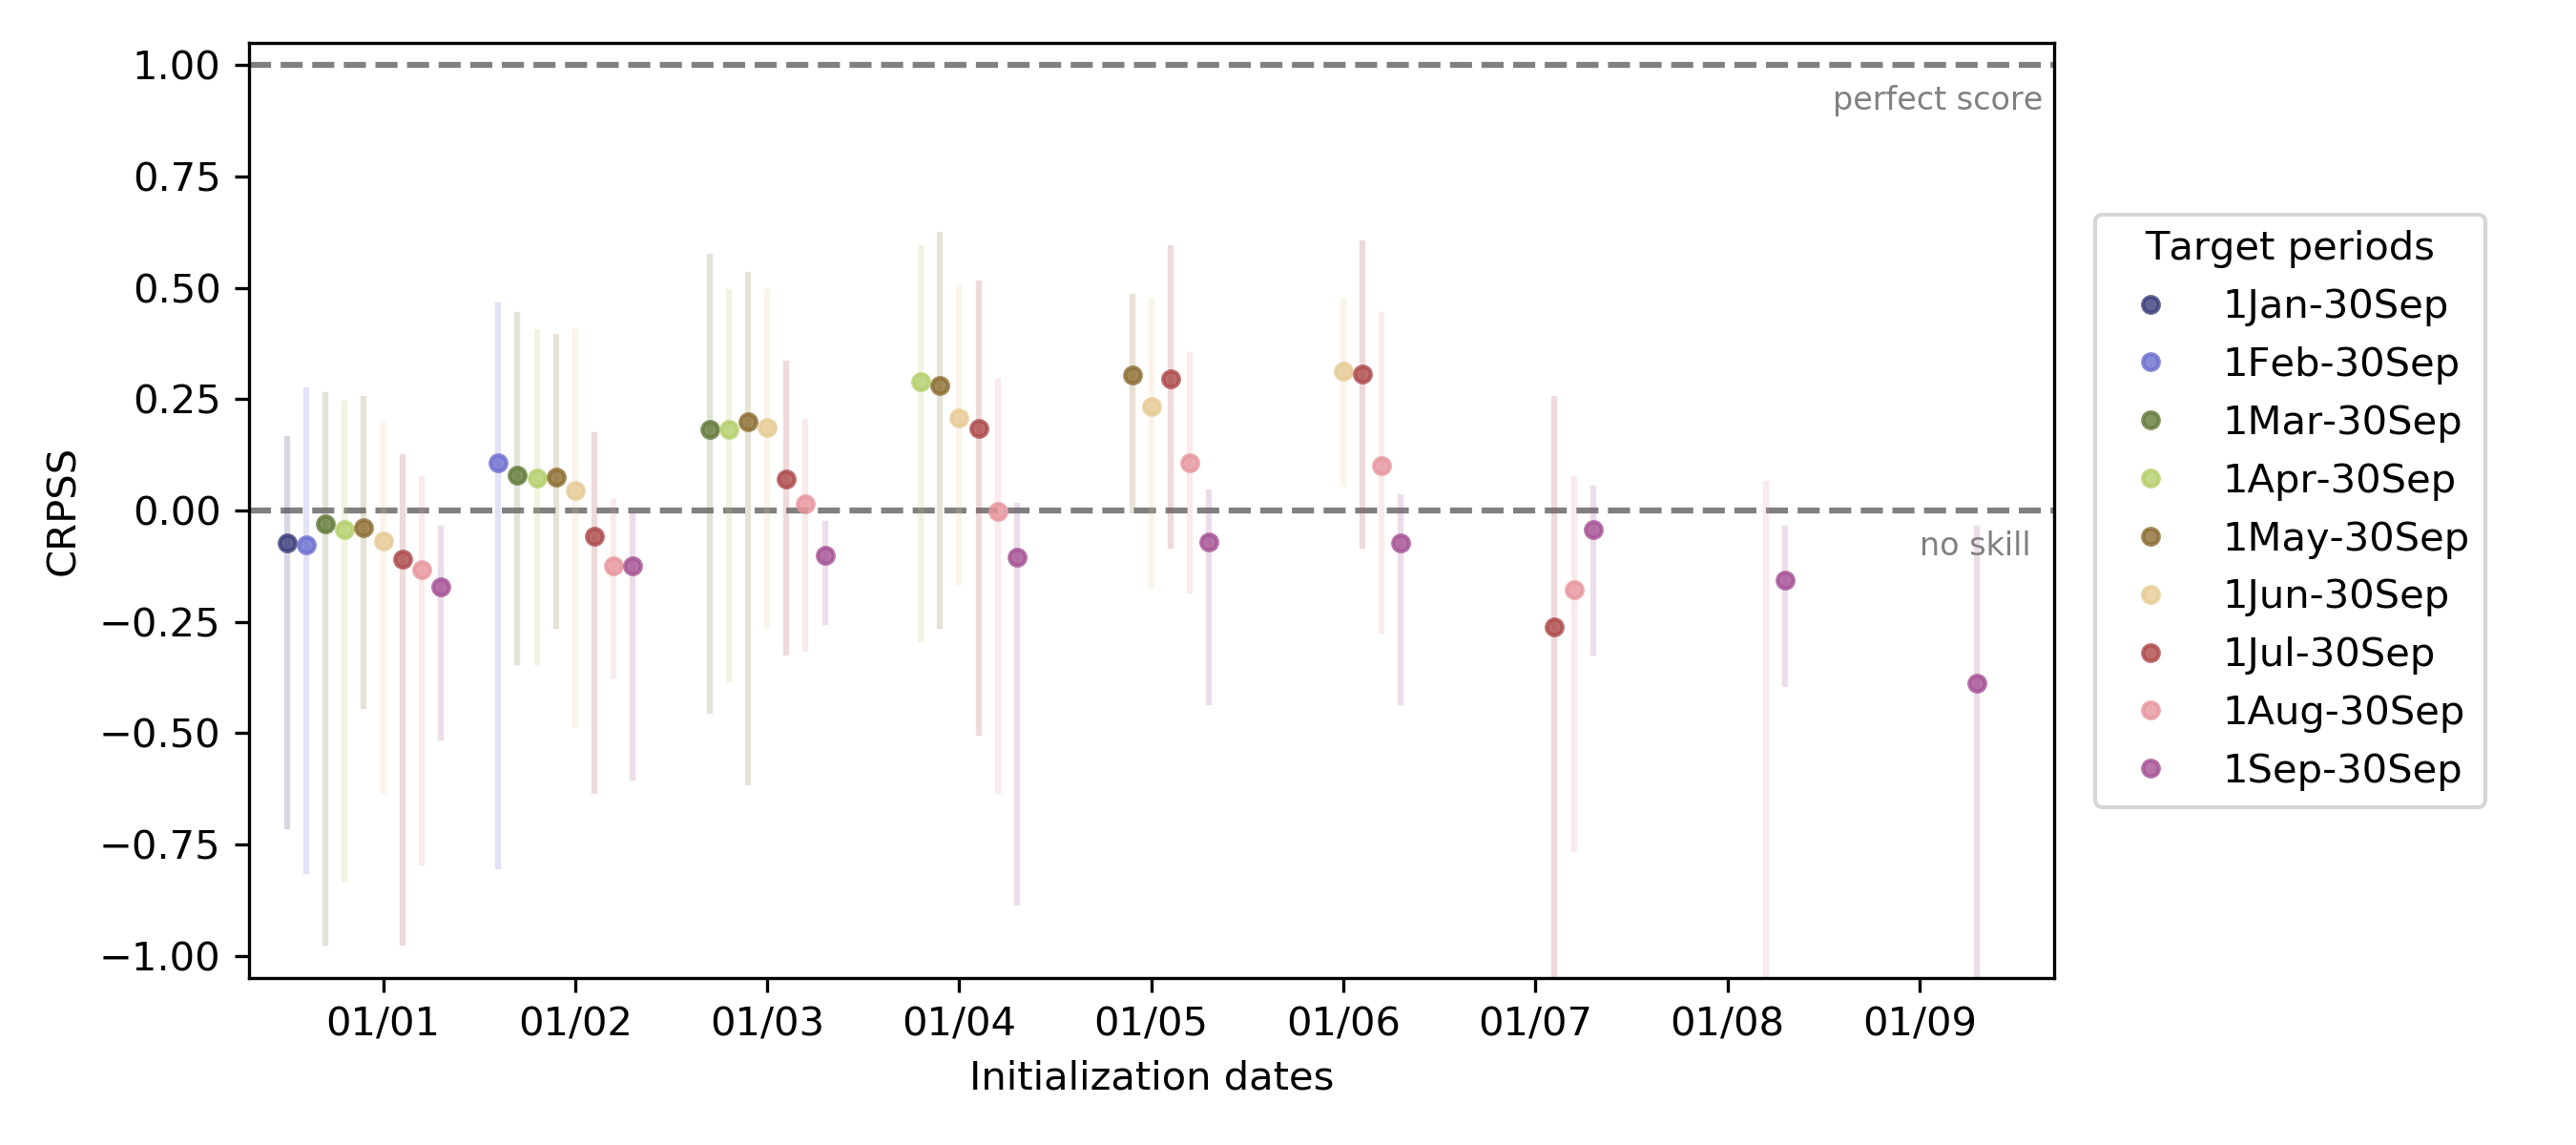 1.00
0.75
0.50
0.25
0.00
−0.25
−0.50
−0.75
−1.00
CRPSS
perfect score
no skill
01/01 01/02 01/03 01/04 01/05 01/06 01/07 01/08 01/09
Initialization dates
Target periods
1Jan-30Sep
1Feb-30Sep
1Mar-30Sep
1Apr-30Sep
1May-30Sep
1Jun-30Sep
1Jul-30Sep
1Aug-30Sep
1Sep-30Sep